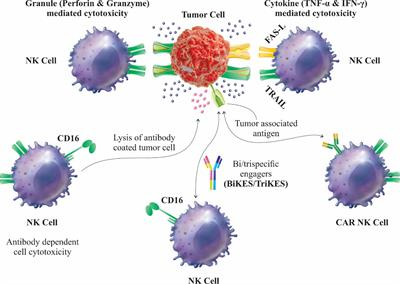 Granule (Perforin & Granzyme)
mediated cytotoxicity
Tumor Cell
Cytokine (TNF-α & IFN-γ)
mediated cytotoxicity
FAS-L
NK Cell
NK Cell
TRAIL
CD16
Lysis of antibody
coated tumor cell
Tumor associated
antigen
Bi/trispecific
engagers
(BiKES/TriKES)
CD16
NK Cell
CAR NK Cell
Antibody dependent
cell cytotoxicity
NK Cell